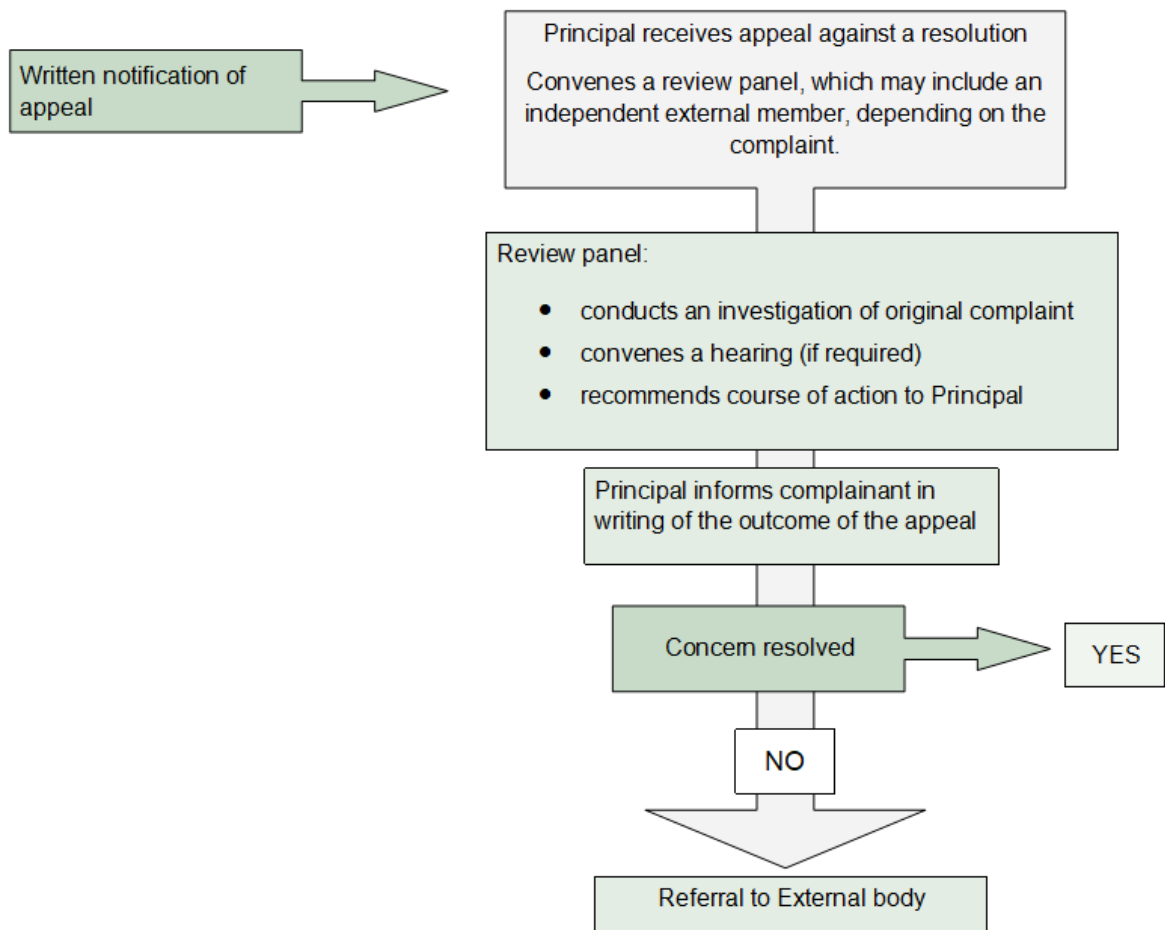 Written notification of
appeal
Principal receives appeal against a resolution
Convenes a review panel, which may include an
independent external member, depending on the
complaint.
Review panel:
● conducts an investigation of original complaint
● convenes a hearing (if required)
● recommends course of action to Principal
Principal informs complainant in
writing of the outcome of the appeal
Concern resolved
YES
NO
Referral to External body